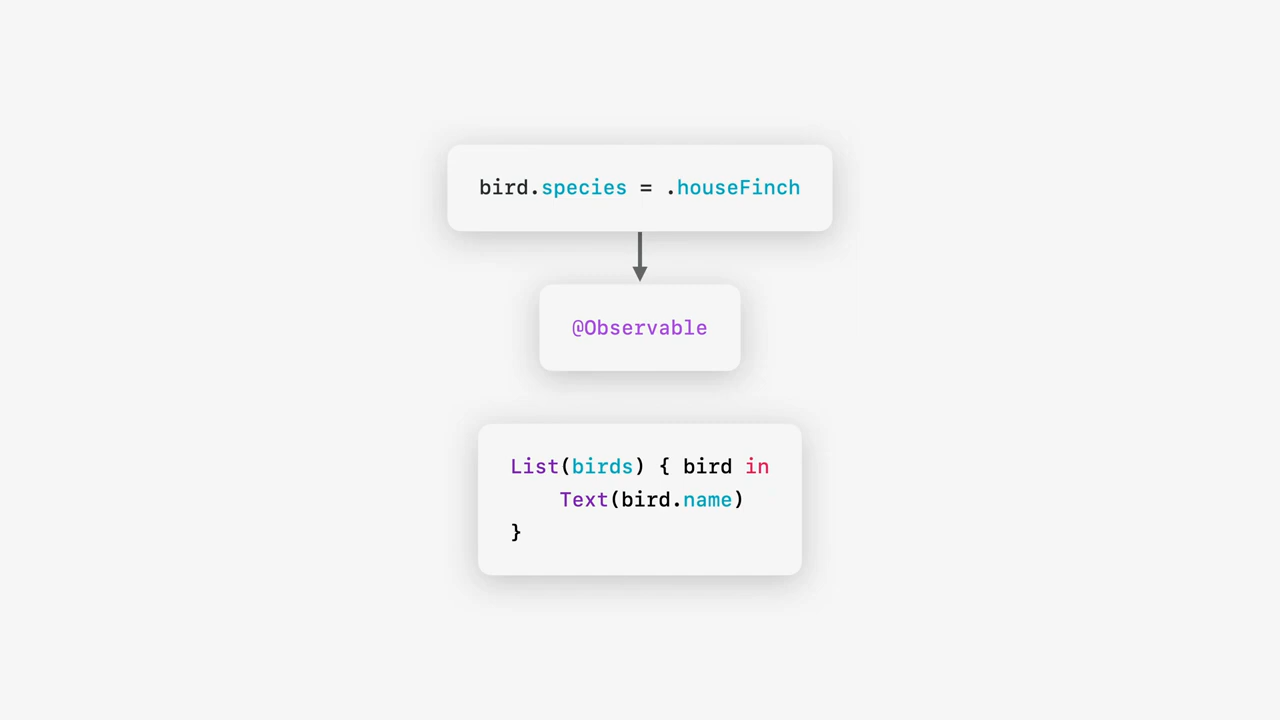 bird.species = .houseFinch
@Observable
List(birds) { bird in
    Text(bird.name)
}